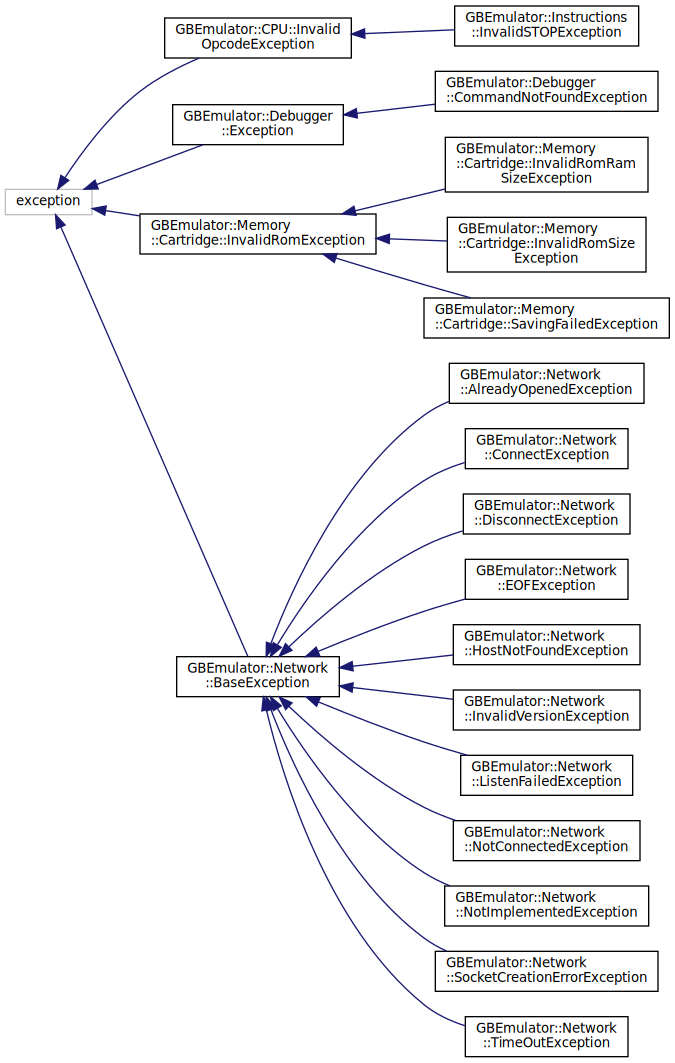 GBEmulator::CPU::Invalid
OpcodeException
GBEmulator::Instructions
::InvalidSTOPException
GBEmulator::Debugger
::Exception
GBEmulator::Debugger
::CommandNotFoundException
exception
GBEmulator::Memory
::Cartridge::InvalidRomException
GBEmulator::Memory
::Cartridge::InvalidRomRam
SizeException
GBEmulator::Memory
::Cartridge::InvalidRomSize
Exception
GBEmulator::Memory
::Cartridge::SavingFailedException
GBEmulator::Network
::BaseException
GBEmulator::Network
::AlreadyOpenedException
GBEmulator::Network
::ConnectException
GBEmulator::Network
::DisconnectException
GBEmulator::Network
::EOFException
GBEmulator::Network
::HostNotFoundException
GBEmulator::Network
::InvalidVersionException
GBEmulator::Network
::ListenFailedException
GBEmulator::Network
::NotConnectedException
GBEmulator::Network
::NotImplementedException
GBEmulator::Network
::SocketCreationErrorException
GBEmulator::Network
::TimeOutException